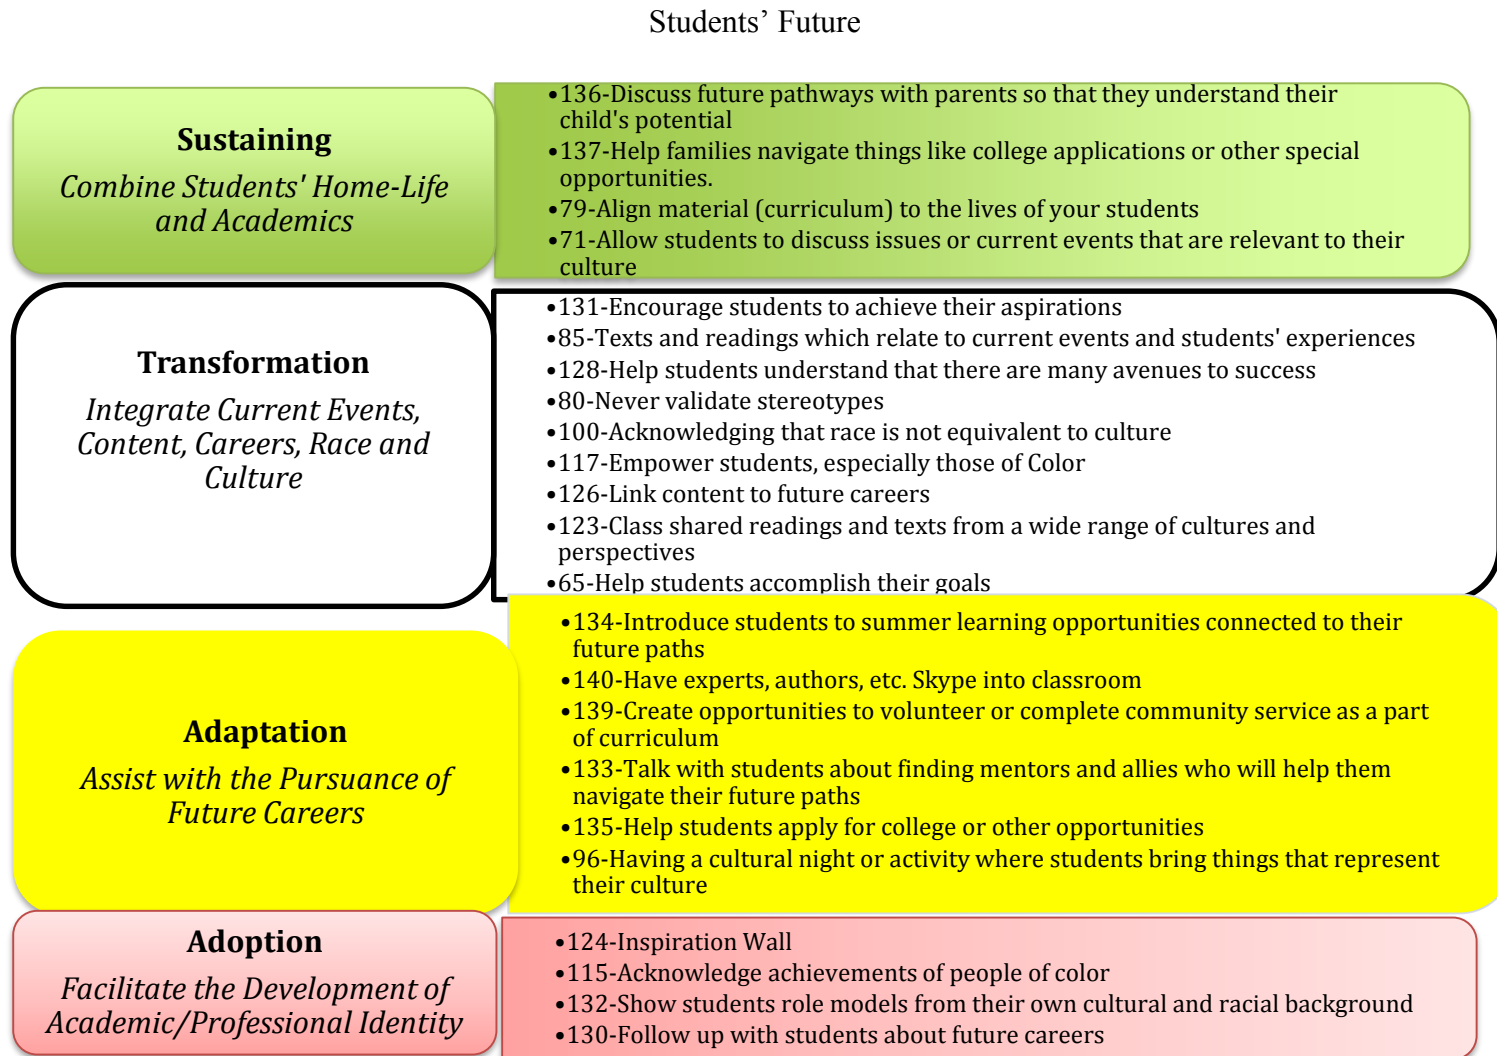 Students’ Future
Sustaining
Combine Students' Home-Life
and Academics
•136-Discuss future pathways with parents so that they understand their
child's potential
•137-Help families navigate things like college applications or other special
opportunities.
•79-Align material (curriculum) to the lives of your students
•71-Allow students to discuss issues or current events that are relevant to their
culture
Transformation
Integrate Current Events,
Content, Careers, Race and
Culture
•131-Encourage students to achieve their aspirations
•85-Texts and readings which relate to current events and students' experiences
•128-Help students understand that there are many avenues to success
•80-Never validate stereotypes
•100-Acknowledging that race is not equivalent to culture
•117-Empower students, especially those of Color
•126-Link content to future careers
•123-Class shared readings and texts from a wide range of cultures and
perspectives
•65-Help students accomplish their goals
Adaptation
Assist with the Pursuance of
Future Careers
•134-Introduce students to summer learning opportunities connected to their
future paths
•140-Have experts, authors, etc. Skype into classroom
•139-Create opportunities to volunteer or complete community service as a part
of curriculum
•133-Talk with students about finding mentors and allies who will help them
navigate their future paths
•135-Help students apply for college or other opportunities
•96-Having a cultural night or activity where students bring things that represent
their culture
Adoption
Facilitate the Development of
Academic/Professional Identity
•124-Inspiration Wall
•115-Acknowledge achievements of people of color
•132-Show students role models from their own cultural and racial background
•130-Follow up with students about future careers